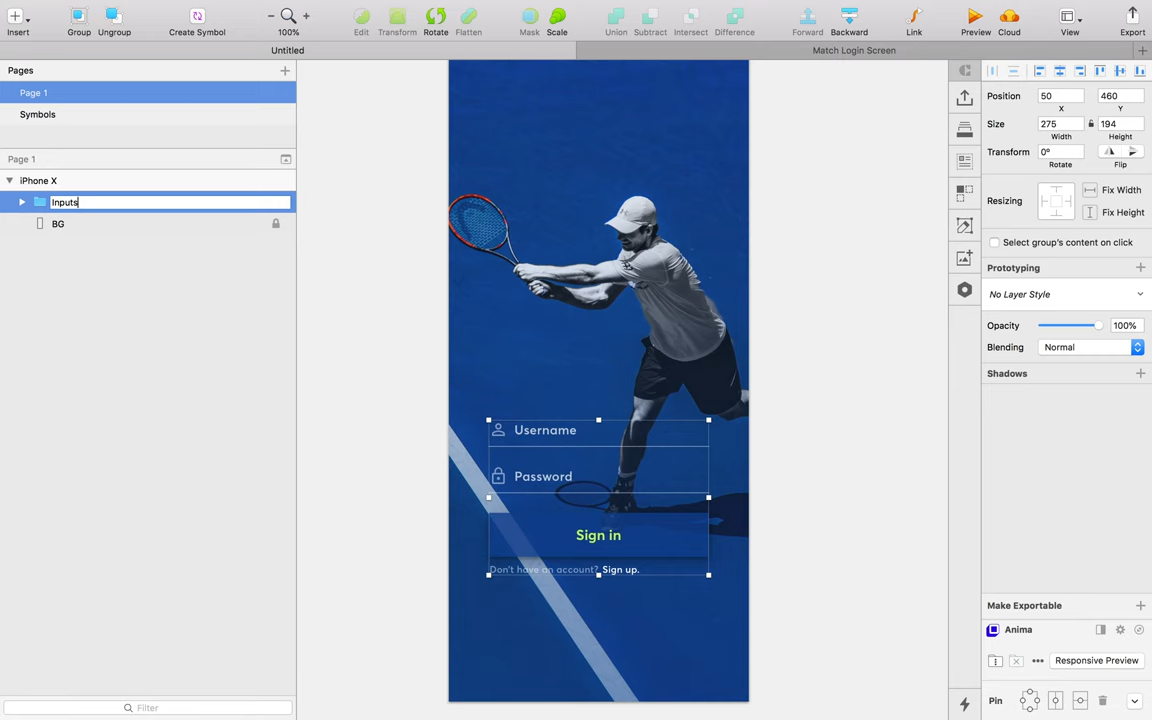 Insert
Group
Ungroup
Create Symbol
100%
Edit
Transform
Rotate
Flatten
Mask
Scale
Union
Subtract
Intersect
Difference
Forward
Backward
Link
Preview
Cloud
View
Export
Untitled
Match Login Screen
Pages
Page 1
Symbols
Page 1
iPhone X
Inputs
BG
Filter
Username
Password
Sign in
Don't have an account? Sign up.
Position 50 460
X Y
Size 275 194
Width Height
Transform 0°
Rotate Flip
Resizing Fix Width
Fix Height
Select group's content on click
Prototyping
No Layer Style
Opacity 100%
Blending Normal
Shadows
Make Exportable
Anima
Responsive Preview
Pin